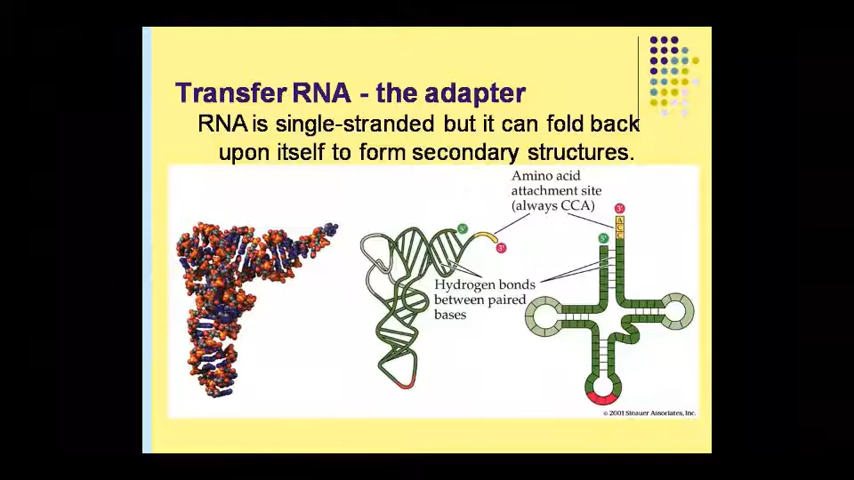 Transfer RNA - the adapter
RNA is single-stranded but it can fold back
upon itself to form secondary structures.
Amino acid
attachment site
(always CCA)
3'
A
C
C
5'
5'
3'
Hydrogen bonds
between paired
bases
© 2001 Sinauer Associates, Inc.